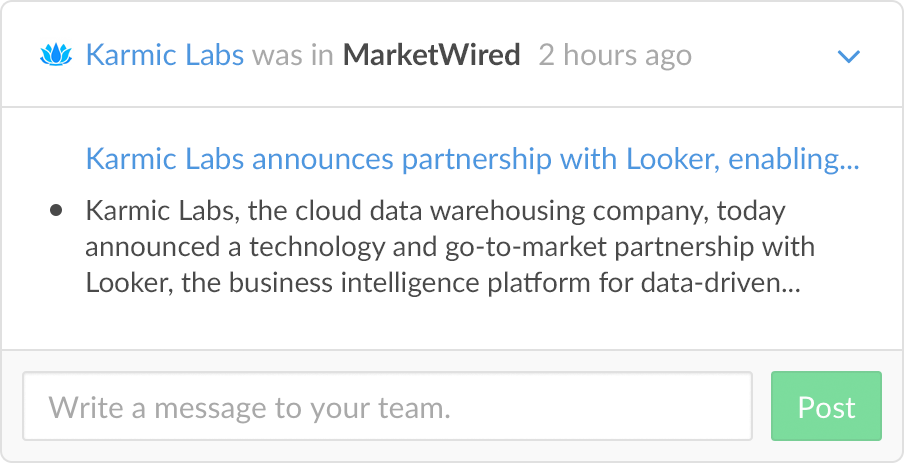 Karmic Labs was in MarketWired 2 hours ago
Karmic Labs announces partnership with Looker, enabling...
• Karmic Labs, the cloud data warehousing company, today
announced a technology and go-to-market partnership with
Looker, the business intelligence platform for data-driven...
Write a message to your team.
Post